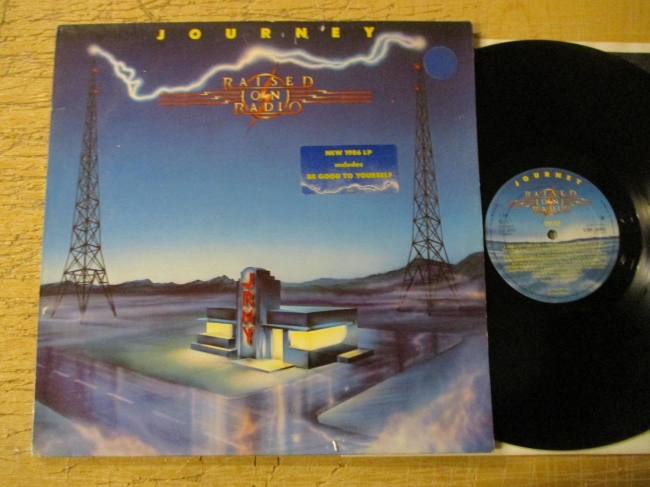 JOURNEY
RAISED
ON
RADIO
NEW 1986 LP
includes
BE GOOD TO YOURSELF
JRNY
JOURNEY
RAISED
ON
RADIO